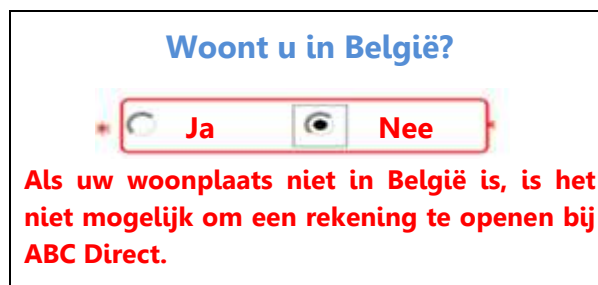 Woont u in België?
* Ja Nee *
Als uw woonplaats niet in België is, is het
niet mogelijk om een rekening te openen bij
ABC Direct.